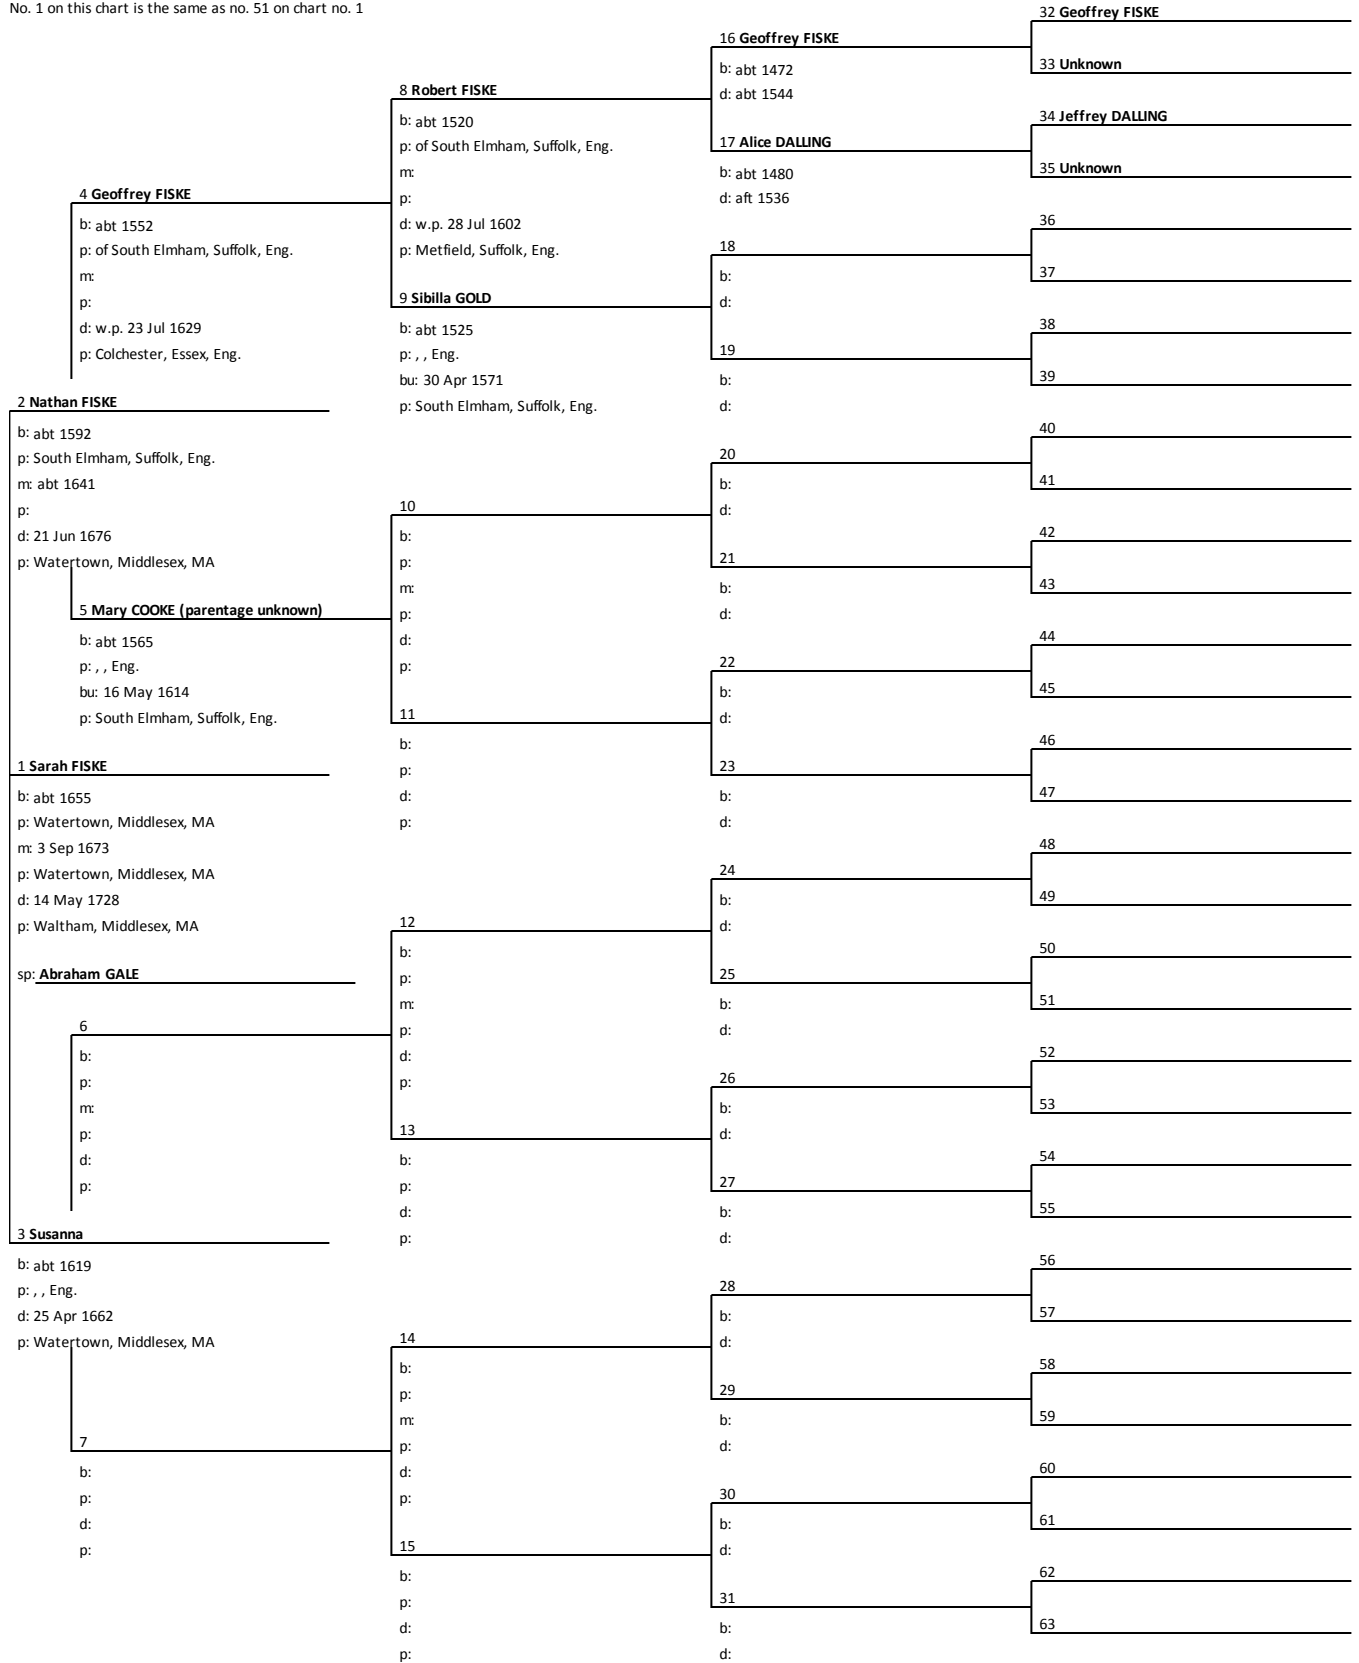 No. 1 on this chart is the same as no. 51 on chart no. 1
1 Sarah FISKE
b: abt 1655
p: Watertown, Middlesex, MA
m: 3 Sep 1673
p: Watertown, Middlesex, MA
d: 14 May 1728
p: Waltham, Middlesex, MA
sp: Abraham GALE
2 Nathan FISKE
b: abt 1592
p: South Elmham, Suffolk, Eng.
m: abt 1641
p:
d: 21 Jun 1676
p: Watertown, Middlesex, MA
3 Susanna
b: abt 1619
p: , , Eng.
d: 25 Apr 1662
p: Watertown, Middlesex, MA
4 Geoffrey FISKE
b: abt 1552
p: of South Elmham, Suffolk, Eng.
m:
p:
d: w.p. 23 Jul 1629
p: Colchester, Essex, Eng.
5 Mary COOKE (parentage unknown)
b: abt 1565
p: , , Eng.
bu: 16 May 1614
p: South Elmham, Suffolk, Eng.
6
b:
p:
m:
p:
d:
p:
7
b:
p:
d:
p:
8 Robert FISKE
b: abt 1520
p: of South Elmham, Suffolk, Eng.
m:
p:
d: w.p. 28 Jul 1602
p: Metfield, Suffolk, Eng.
9 Sibilla GOLD
b: abt 1525
p: , , Eng.
bu: 30 Apr 1571
p: South Elmham, Suffolk, Eng.
10
b:
p:
m:
p:
d:
p:
11
b:
p:
d:
p:
12
b:
p:
m:
p:
d:
p:
13
b:
p:
d:
p:
14
b:
p:
m:
p:
d:
p:
15
b:
p:
d:
p:
16 Geoffrey FISKE
b: abt 1472
d: abt 1544
17 Alice DALLING
b: abt 1480
d: aft 1536
18
b:
d:
19
b:
d:
20
b:
d:
21
b:
d:
22
b:
d:
23
b:
d:
24
b:
d:
25
b:
d:
26
b:
d:
27
b:
d:
28
b:
d:
29
b:
d:
30
b:
d:
31
b:
d:
32 Geoffrey FISKE
33 Unknown
34 Jeffrey DALLING
35 Unknown
36
37
38
39
40
41
42
43
44
45
46
47
48
49
50
51
52
53
54
55
56
57
58
59
60
61
62
63